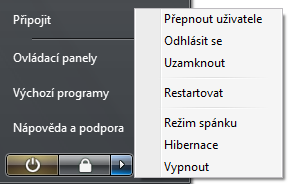 Připojit
Ovládací panely
Výchozí programy
Nápověda a podpora
Přepnout uživatele
Odhlásit se
Uzamknout
Restartovat
Režim spánku
Hibernace
Vypnout